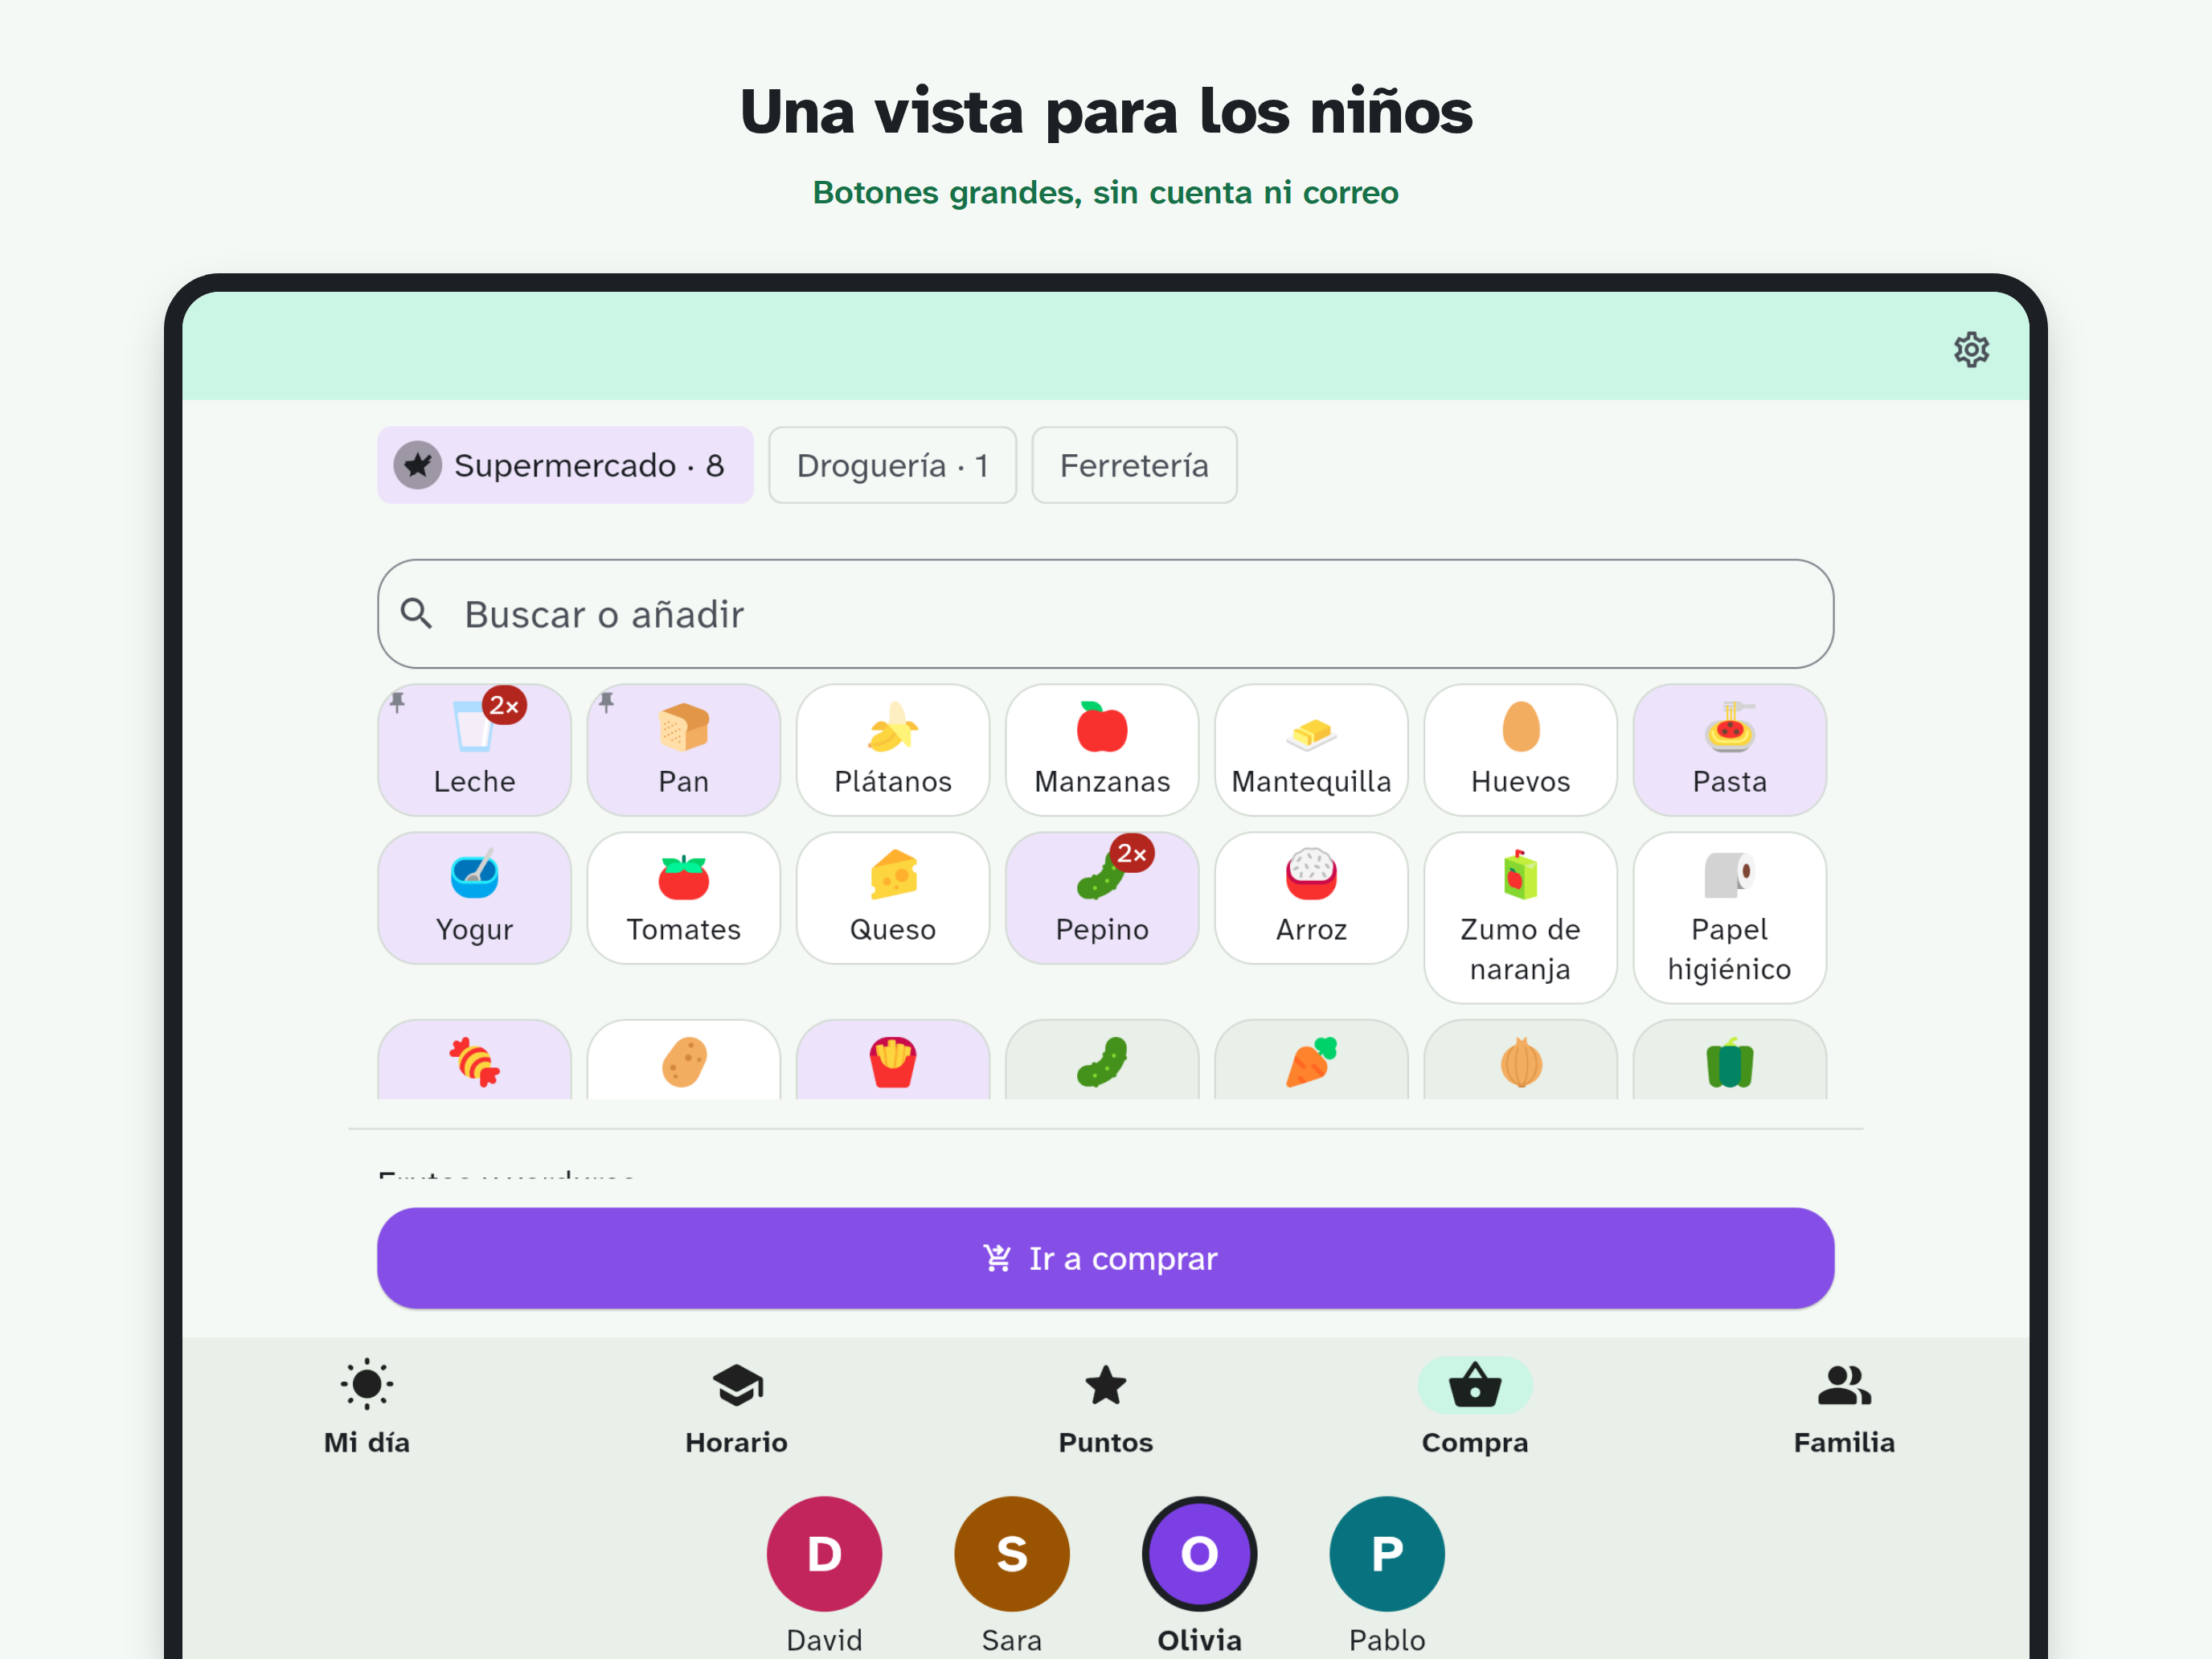 Una vista para los niños
Botones grandes, sin cuenta ni correo
Supermercado · 8
Droguería · 1
Ferretería
Buscar o añadir
2×
Leche
Pan
Plátanos
Manzanas
Mantequilla
Huevos
Pasta
Yogur
Tomates
Queso
2×
Pepino
Arroz
Zumo de
naranja
Papel
higiénico
Ir a comprar
Mi día
Horario
Puntos
Compra
Familia
D
S
O
P
David
Sara
Olivia
Pablo